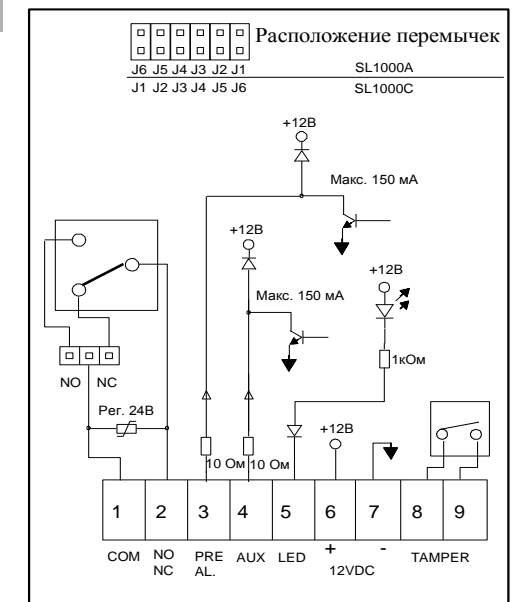 Расположение перемычек
J6 J5 J4 J3 J2 J1 SL1000A
J1 J2 J3 J4 J5 J6 SL1000C
+12В
Макс. 150 мА
+12В
+12В
Макс. 150 мА
1кОм
NO NC
Рег. 24В
+12В
10 Ом 10 Ом
1 2 3 4 5 6 7 8 9
COM NO PRE AUX LED + - TAMPER
NC AL. 12VDC